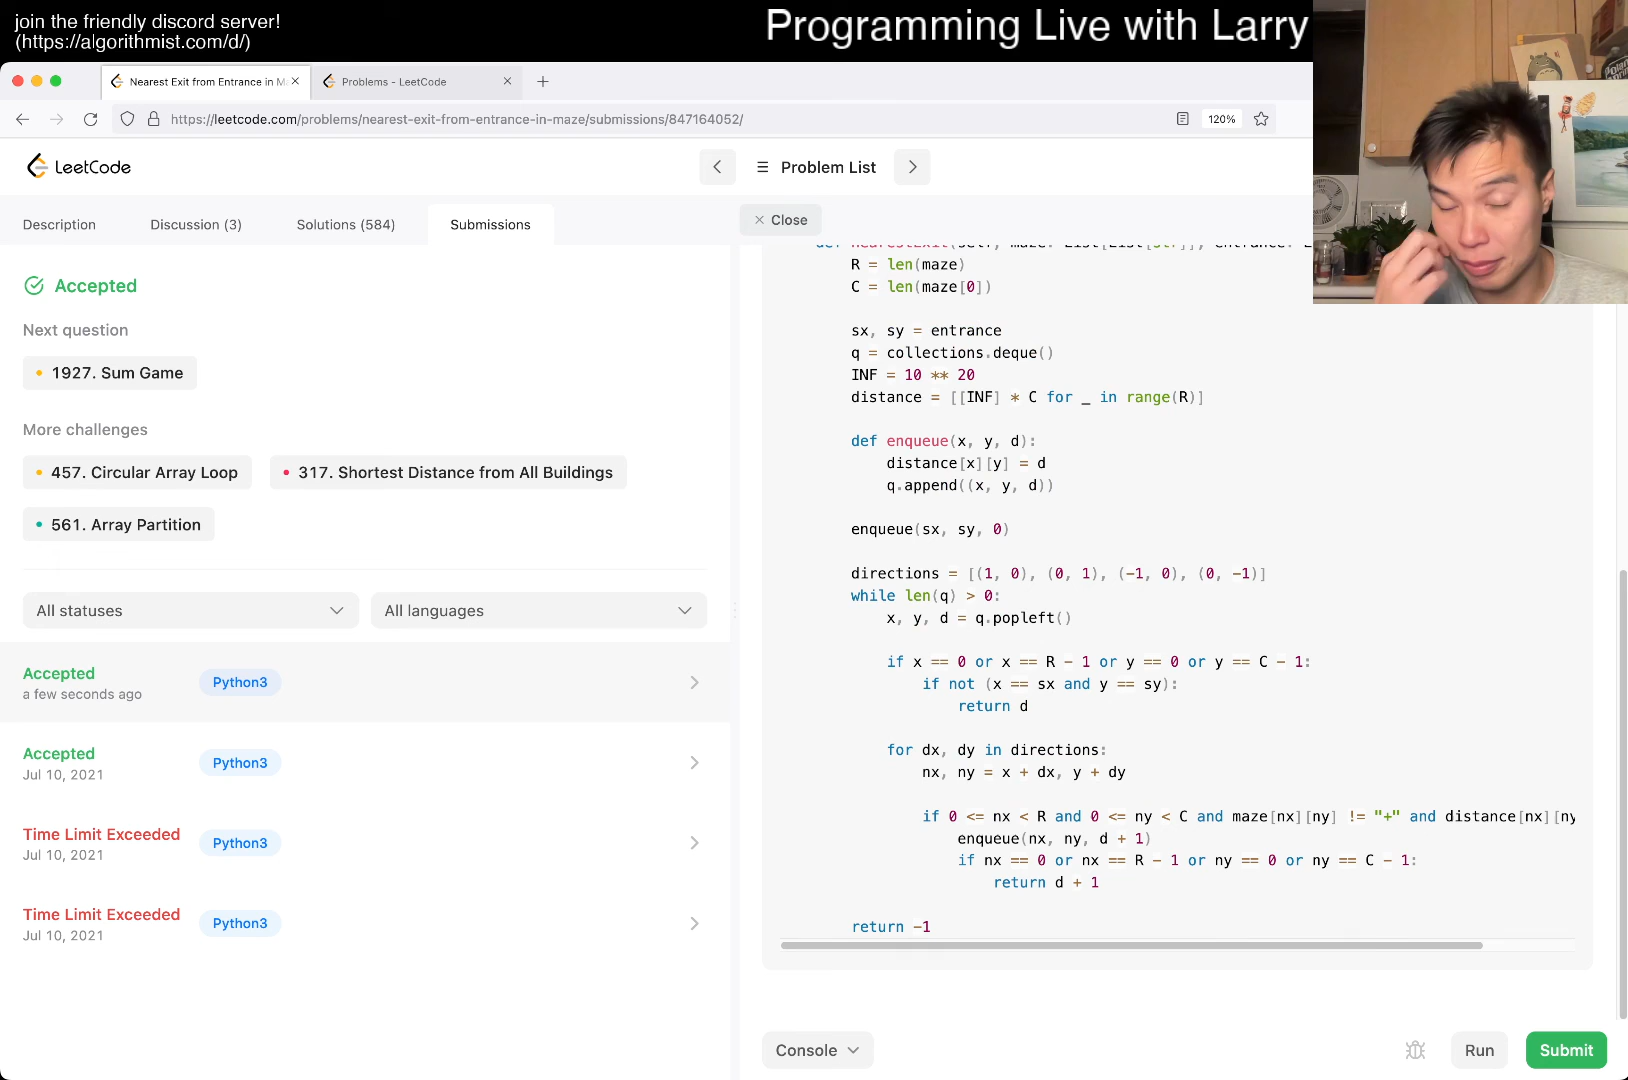 join the friendly discord server!
(https://algorithmist.com/d/)
Programming Live with Larry
Nearest Exit from Entrance in M
Problems - LeetCode
https://leetcode.com/problems/nearest-exit-from-entrance-in-maze/submissions/847164052/
120%
LeetCode
Problem List
Description
Discussion (3)
Solutions (584)
Submissions
Close
Accepted
Next question
1927. Sum Game
More challenges
457. Circular Array Loop
317. Shortest Distance from All Buildings
561. Array Partition
All statuses
All languages
Accepted
a few seconds ago
Python3
Accepted
Jul 10, 2021
Python3
Time Limit Exceeded
Jul 10, 2021
Python3
Time Limit Exceeded
Jul 10, 2021
Python3
def nearestExit(self, maze: List[List[str]], entrance: L
R = len(maze)
C = len(maze[0])
sx, sy = entrance
q = collections.deque()
INF = 10 ** 20
distance = [[INF] * C for _ in range(R)]
def enqueue(x, y, d):
distance[x][y] = d
q.append((x, y, d))
enqueue(sx, sy, 0)
directions = [(1, 0), (0, 1), (-1, 0), (0, -1)]
while len(q) > 0:
x, y, d = q.popleft()
if x == 0 or x == R - 1 or y == 0 or y == C - 1:
if not (x == sx and y == sy):
return d
for dx, dy in directions:
nx, ny = x + dx, y + dy
if 0 <= nx < R and 0 <= ny < C and maze[nx][ny] != "+" and distance[nx][ny
enqueue(nx, ny, d + 1)
if nx == 0 or nx == R - 1 or ny == 0 or ny == C - 1:
return d + 1
return -1
Console
Run
Submit